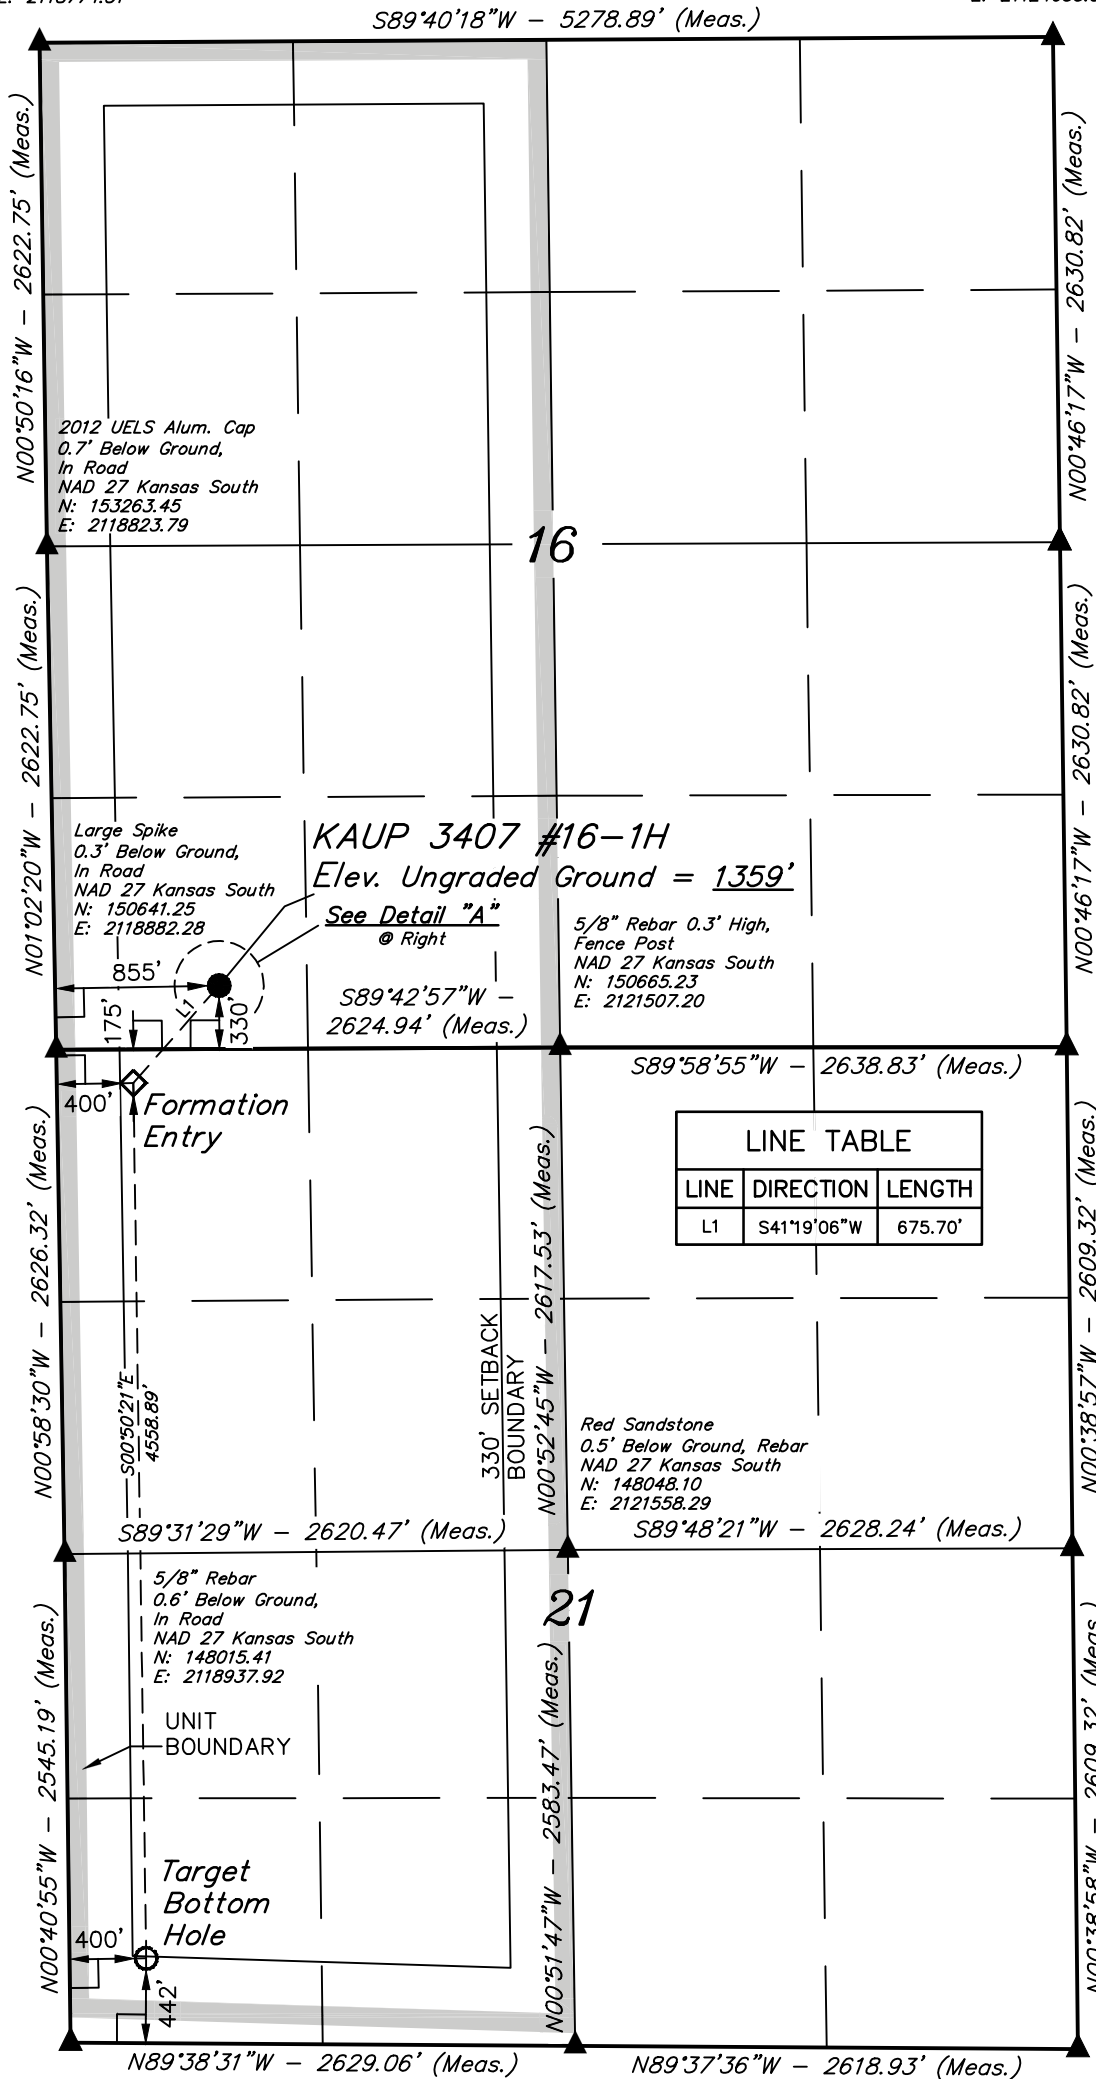 S89°40'18"W - 5278.89' (Meas.)
N00°50'16"W - 2622.75' (Meas.)
N00°46'17"W - 2630.82' (Meas.)
2012 UELS Alum. Cap
0.7' Below Ground,
In Road
NAD 27 Kansas South
N: 153263.45
E: 2118823.79
16
N01°02'20"W - 2622.75' (Meas.)
N00°46'17"W - 2630.82' (Meas.)
Large Spike
0.3' Below Ground,
In Road
NAD 27 Kansas South
N: 150641.25
E: 2118882.28
KAUP 3407 #16-1H
Elev. Ungraded Ground = 1359'
See Detail "A"
@ Right
5/8" Rebar 0.3' High,
Fence Post
NAD 27 Kansas South
N: 150665.23
E: 2121507.20
855'
L1
175'
330'
S89°42'57"W -
2624.94' (Meas.)
S89°58'55"W - 2638.83' (Meas.)
400'
Formation
Entry
LINE TABLE
LINE DIRECTION LENGTH
L1 S41°19'06"W 675.70'
N00°58'30"W - 2626.32' (Meas.)
S00°50'21"E
4558.89'
330' SETBACK
BOUNDARY
N00°52'45"W - 2617.53' (Meas.)
N00°38'57"W - 2609.32' (Meas.)
Red Sandstone
0.5' Below Ground, Rebar
NAD 27 Kansas South
N: 148048.10
E: 2121558.29
S89°31'29"W - 2620.47' (Meas.)
S89°48'21"W - 2628.24' (Meas.)
5/8" Rebar
0.6' Below Ground,
In Road
NAD 27 Kansas South
N: 148015.41
E: 2118937.92
21
UNIT
BOUNDARY
N00°40'55"W - 2545.19' (Meas.)
N00°51'47"W - 2583.47' (Meas.)
N00°38'58"W - 2609.32' (Meas.)
Target
Bottom
Hole
400'
442'
N89°38'31"W - 2629.06' (Meas.)
N89°37'36"W - 2618.93' (Meas.)